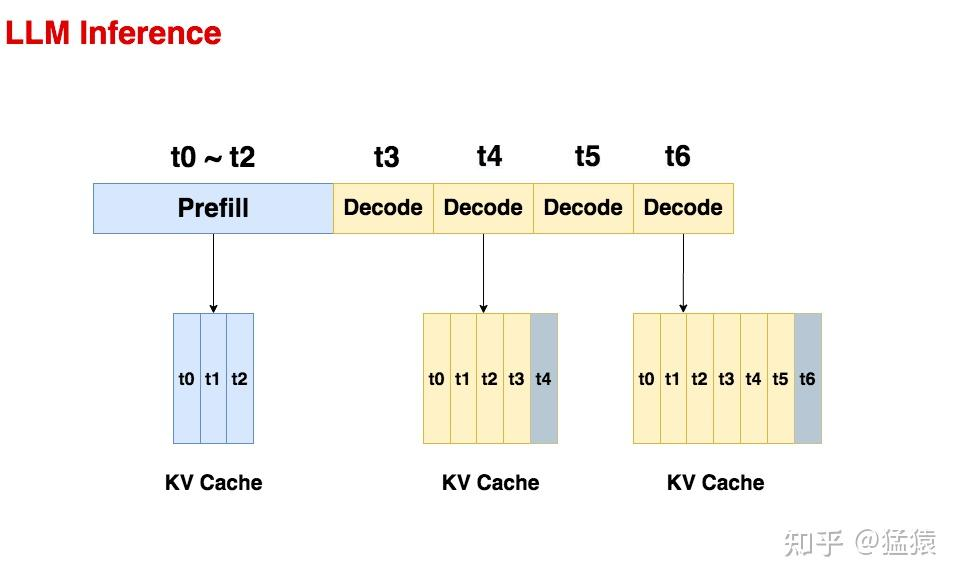 LLM Inference
t0 ~ t2 t3 t4 t5 t6
Prefill Decode Decode Decode Decode
t0 t1 t2 t0 t1 t2 t3 t4 t0 t1 t2 t3 t4 t5 t6
KV Cache KV Cache KV Cache
知乎 @猛猿